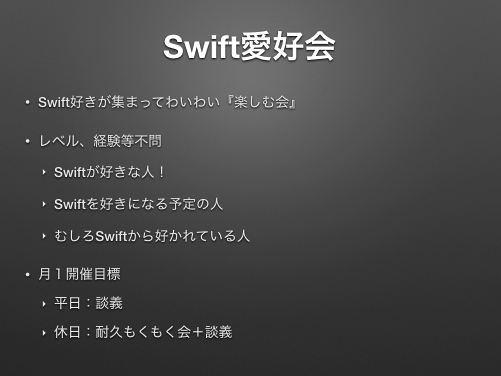 Swift愛好会
• Swift好きが集まってわいわい『楽しむ会』
• レベル、経験等不問
‣ Swiftが好きな人！
‣ Swiftを好きになる予定の人
‣ むしろSwiftから好かれている人
• 月１開催目標
‣ 平日：談義
‣ 休日：耐久もくもく会＋談義